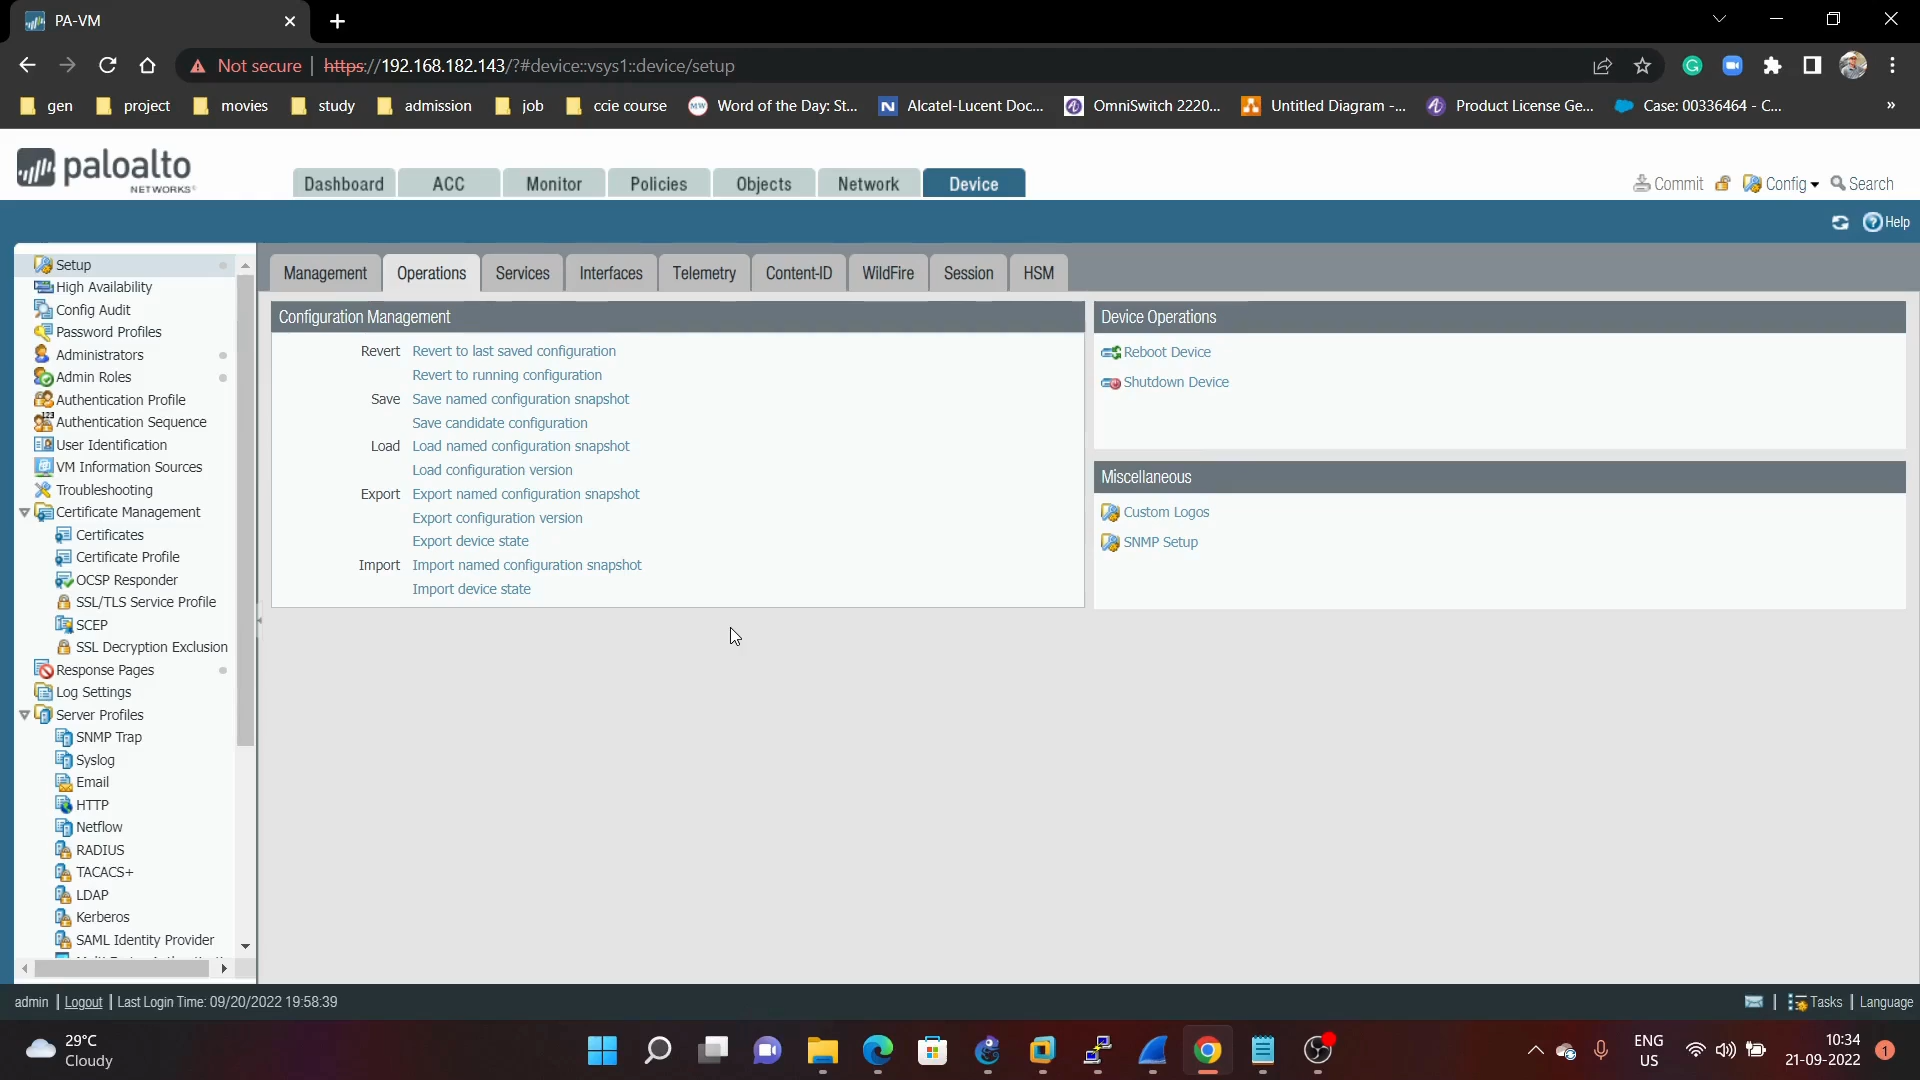 PA-VM
Not secure | https://192.168.182.143/?#device::vsys1::device/setup
gen project movies study admission job ccie course Word of the Day: St... Alcatel-Lucent Doc... OmniSwitch 2220... Untitled Diagram -... Product License Ge... Case: 00336464 - C... »
paloalto
NETWORKS
Dashboard ACC Monitor Policies Objects Network Device
Commit Config Search
Help
Setup
High Availability
Config Audit
Password Profiles
Administrators
Admin Roles
Authentication Profile
Authentication Sequence
User Identification
VM Information Sources
Troubleshooting
Certificate Management
Certificates
Certificate Profile
OCSP Responder
SSL/TLS Service Profile
SCEP
SSL Decryption Exclusion
Response Pages
Log Settings
Server Profiles
SNMP Trap
Syslog
Email
HTTP
Netflow
RADIUS
TACACS+
LDAP
Kerberos
SAML Identity Provider
Management Operations Services Interfaces Telemetry Content-ID WildFire Session HSM
Configuration Management
Revert Revert to last saved configuration
Revert to running configuration
Save Save named configuration snapshot
Save candidate configuration
Load Load named configuration snapshot
Load configuration version
Export Export named configuration snapshot
Export configuration version
Export device state
Import Import named configuration snapshot
Import device state
Device Operations
Reboot Device
Shutdown Device
Miscellaneous
Custom Logos
SNMP Setup
admin | Logout | Last Login Time: 09/20/2022 19:58:39
| Tasks | Language
29°C
Cloudy
ENG
US
10:34
21-09-2022
1